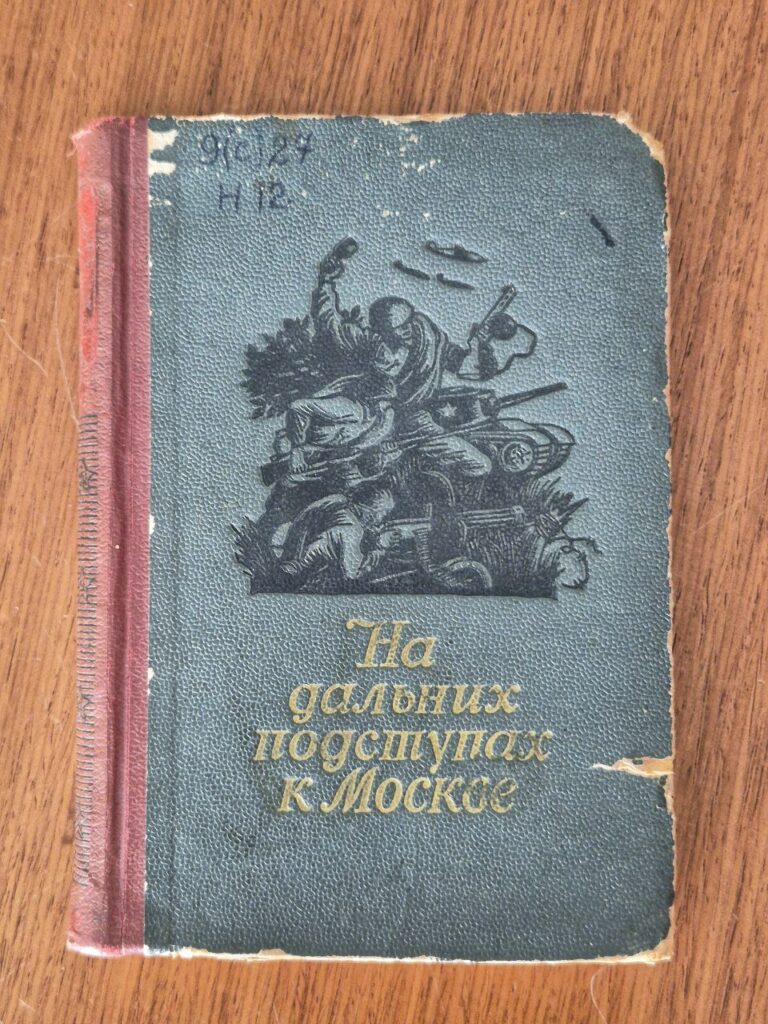 9(с)27
Н 12
На
дальних
подступах
к Москве